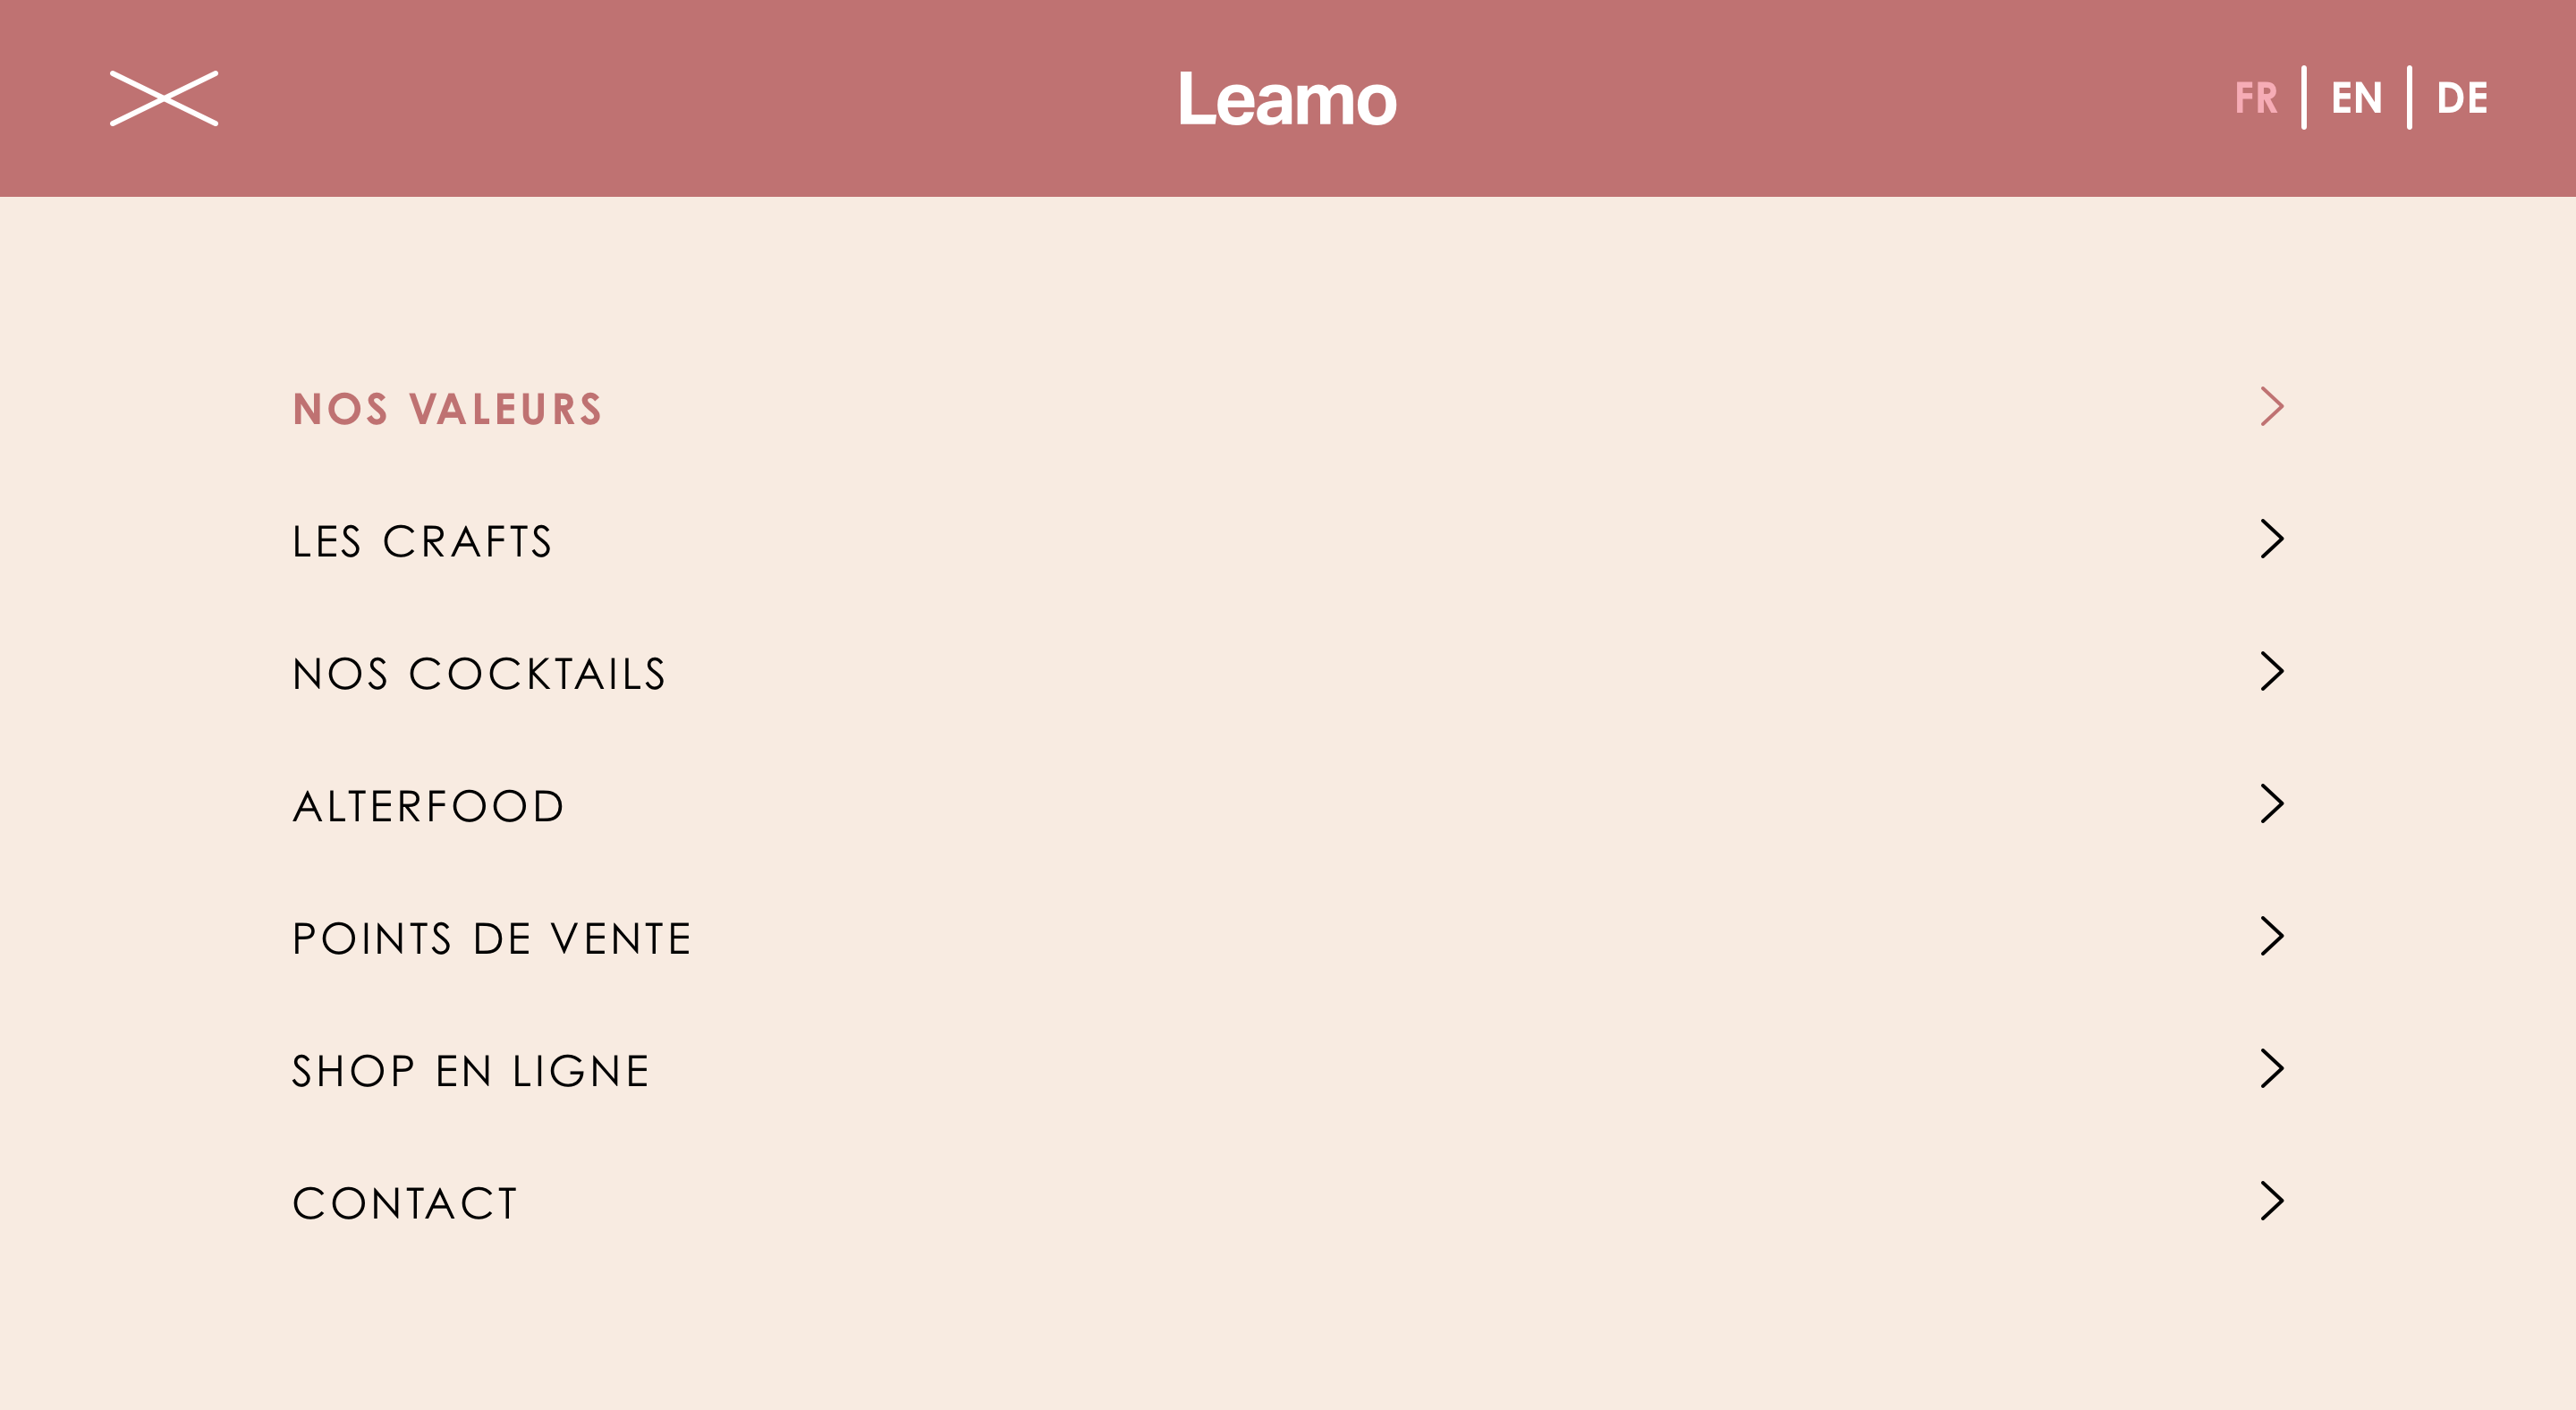 Leamo
FR | EN | DE
NOS VALEURS
LES CRAFTS
NOS COCKTAILS
ALTERFOOD
POINTS DE VENTE
SHOP EN LIGNE
CONTACT